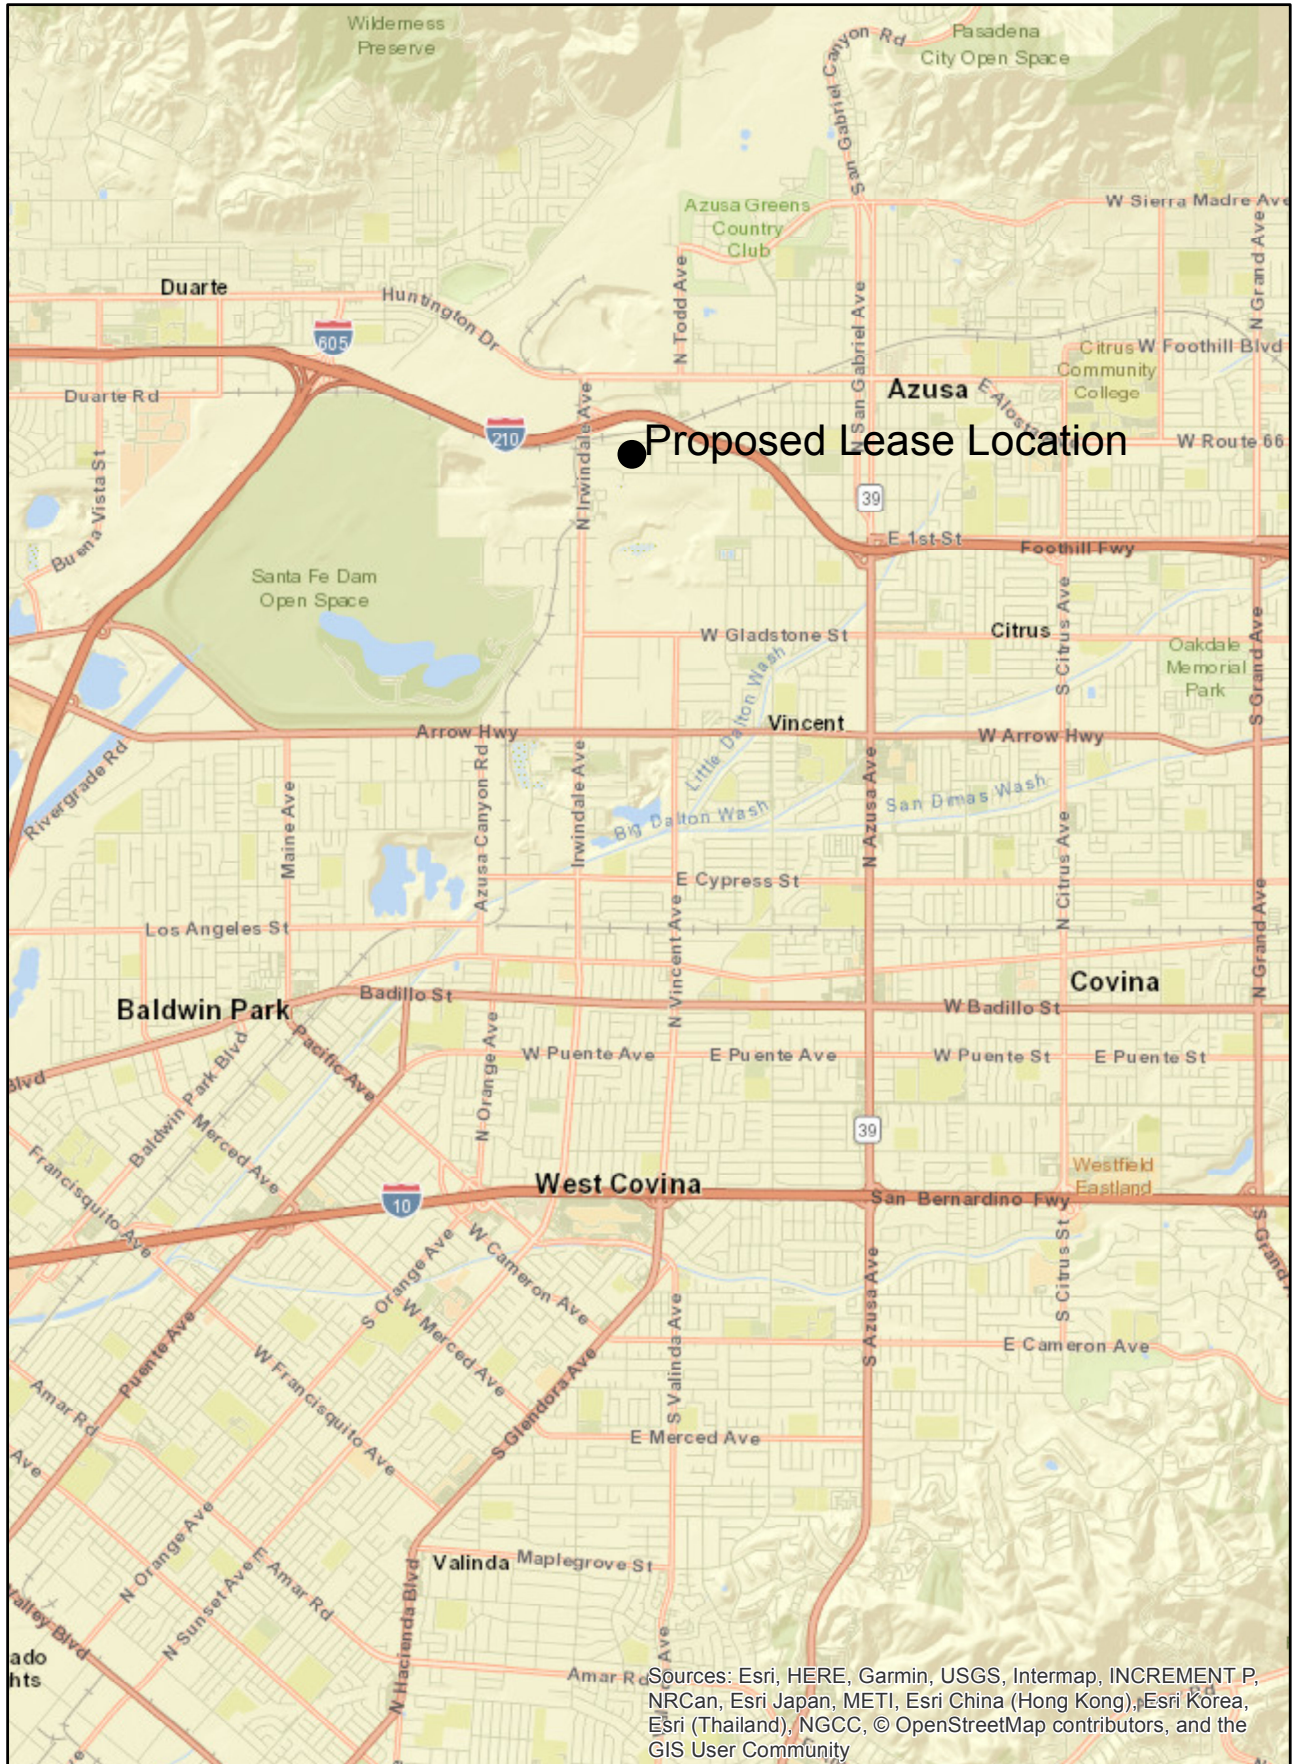 Wilderness
Preserve
San Gabriel Canyon Rd
Pasadena
City Open Space
Azusa Greens
Country
Club
W Sierra Madre Ave
N Grand Ave
Duarte
Huntington Dr
N Todd Ave
N San Gabriel Ave
605
Citrus
Community
College
W Foothill Blvd
Duarte Rd
N Irwindale Ave
Azusa
210
Proposed Lease Location
W Route 66
Buena Vista St
39
E 1st St
Foothill Fwy
Santa Fe Dam
Open Space
W Gladstone St
Citrus
S Citrus Ave
Oakdale
Memorial
Park
S Grand Ave
Little Dalton Wash
Arrow Hwy
Vincent
W Arrow Hwy
Rivergrade Rd
Maine Ave
Azusa Canyon Rd
Irwindale Ave
Big Dalton Wash
N Azusa Ave
San Dimas Wash
N Citrus Ave
E Cypress St
Los Angeles St
N Vincent Ave
N Grand Ave
Baldwin Park
Badillo St
Covina
W Badillo St
Blvd
Baldwin Park Blvd
Pacific Ave
N Orange Ave
W Puente Ave
E Puente Ave
W Puente St
E Puente St
Merced Ave
39
Francisquito Ave
West Covina
Westfield
Eastland
10
San Bernardino Fwy
S Orange Ave
W Cameron Ave
S Citrus St
S Grand
Puente Ave
W Merced Ave
S Valinda Ave
S Azusa Ave
E Cameron Ave
W Francisquito Ave
S Glendora Ave
Amar Rd
E Merced Ave
Ave
N Orange Ave
Valinda
Maplegrove St
N Sunset Ave
E Amar Rd
N Hacienda Blvd
Valley Blvd
ado
hts
Amar Rd
Ave
Rd
Sources: Esri, HERE, Garmin, USGS, Intermap, INCREMENT P,
NRCan, Esri Japan, METI, Esri China (Hong Kong), Esri Korea,
Esri (Thailand), NGCC, © OpenStreetMap contributors, and the
GIS User Community